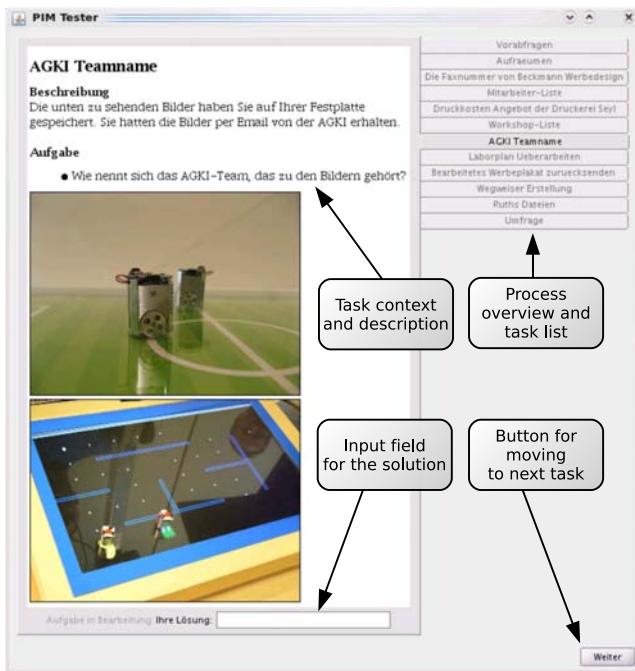 PIM Tester
AGKI Teamname
Beschreibung
Die unten zu sehenden Bilder haben Sie auf Ihrer Festplatte
gespeichert. Sie hatten die Bilder per Email von der AGKI erhalten.
Aufgabe
● Wie nennt sich das AGKI-Team, das zu den Bildern gehört?
Aufgabe in Bearbeitung Ihre Lösung:
Vorabfragen
Aufraeumen
Die Faxnummer von Beckmann Werbedesign
Mitarbeiter-Liste
Druckkosten Angebot der Druckerei Seyl
Workshop-Liste
AGKI Teamname
Laborplan Ueberarbeiten
Bearbeitetes Werbeplakat zuruecksenden
Wegweiser Erstellung
Ruths Dateien
Umfrage
Task context
and description
Process
overview and
task list
Input field
for the solution
Button for
moving
to next task
Weiter